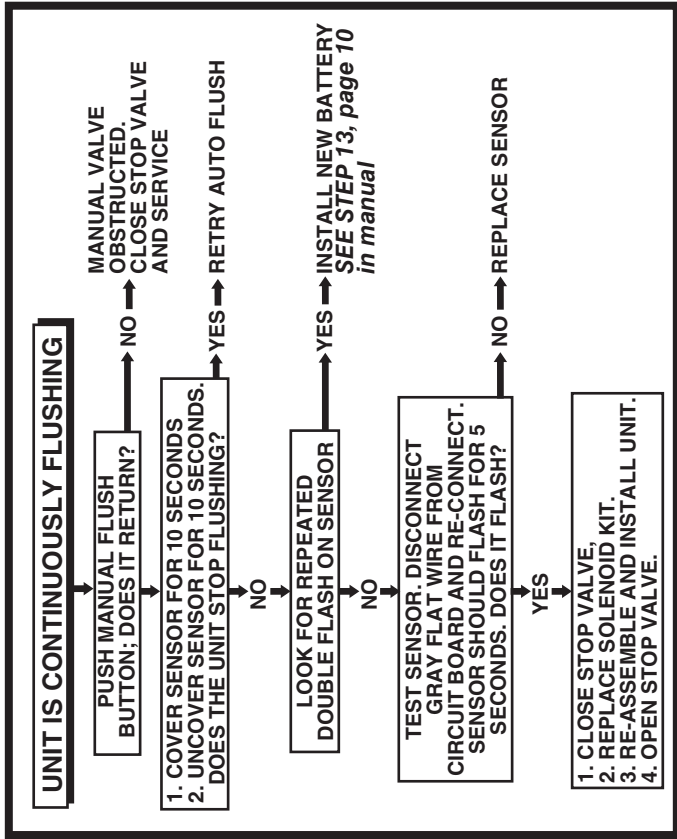 UNIT IS CONTINUOUSLY FLUSHING
PUSH MANUAL FLUSH
BUTTON; DOES IT RETURN?
NO
MANUAL VALVE
OBSTRUCTED.
CLOSE STOP VALVE
AND SERVICE
1. COVER SENSOR FOR 10 SECONDS
2. UNCOVER SENSOR FOR 10 SECONDS.
DOES THE UNIT STOP FLUSHING?
YES
RETRY AUTO FLUSH
NO
LOOK FOR REPEATED
DOUBLE FLASH ON SENSOR
YES
INSTALL NEW BATTERY
SEE STEP 13, page 10
in manual
NO
TEST SENSOR. DISCONNECT
GRAY FLAT WIRE FROM
CIRCUIT BOARD AND RE-CONNECT.
SENSOR SHOULD FLASH FOR 5
SECONDS. DOES IT FLASH?
NO
REPLACE SENSOR
YES
1. CLOSE STOP VALVE,
2. REPLACE SOLENOID KIT.
3. RE-ASSEMBLE AND INSTALL UNIT.
4. OPEN STOP VALVE.